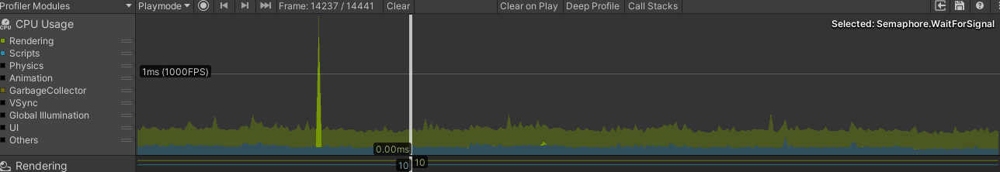 Profiler Modules Playmode Frame: 14237 / 14441 Clear Clear on Play Deep Profile Call Stacks
CPU Usage
Selected: Semaphore.WaitForSignal
CPU
Rendering
Scripts
Physics
1ms (1000FPS)
Animation
GarbageCollector
VSync
Global Illumination
UI
Others
0.00ms
Rendering
10 10